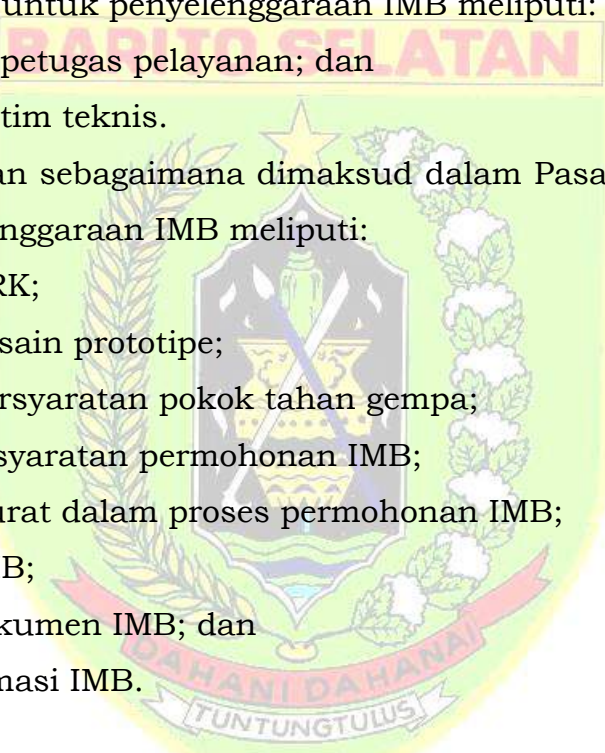 untuk penyelenggaraan IMB meliputi:
BARITO SELATAN
petugas pelayanan; dan
tim teknis.
an sebagaimana dimaksud dalam Pasa
nggaraan IMB meliputi:
RK;
sain prototipe;
rsyaratan pokok tahan gempa;
syaratan permohonan IMB;
urat dalam proses permohonan IMB;
B;
kumen IMB; dan
masi IMB.
DAHANI DAHANAI
TUNTUNGTULUS